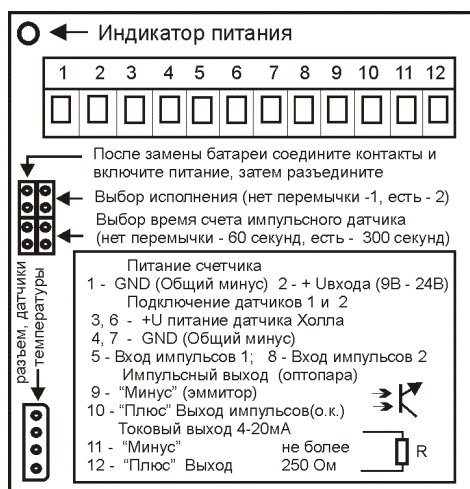 Индикатор питания
1 2 3 4 5 6 7 8 9 10 11 12
После замены батареи соедините контакты и
включите питание, затем разъедините
Выбор исполнения (нет перемычки -1, есть - 2)
Выбор время счета импульсного датчика
(нет перемычки - 60 секунд, есть - 300 секунд)
разъем, датчики
температуры
Питание счетчика
1 - GND (Общий минус) 2 - + Uвхода (9В - 24В)
Подключение датчиков 1 и 2
3, 6 - +U питание датчика Холла
4, 7 - GND (Общий минус)
5 - Вход импульсов 1; 8 - Вход импульсов 2
Импульсный выход (оптопара)
9 - "Минус" (эммитор)
10 - "Плюс" Выход импульсов(о.к.)
Токовый выход 4-20мА
11 - "Минус" не более
12 - "Плюс" Выход 250 Ом
R